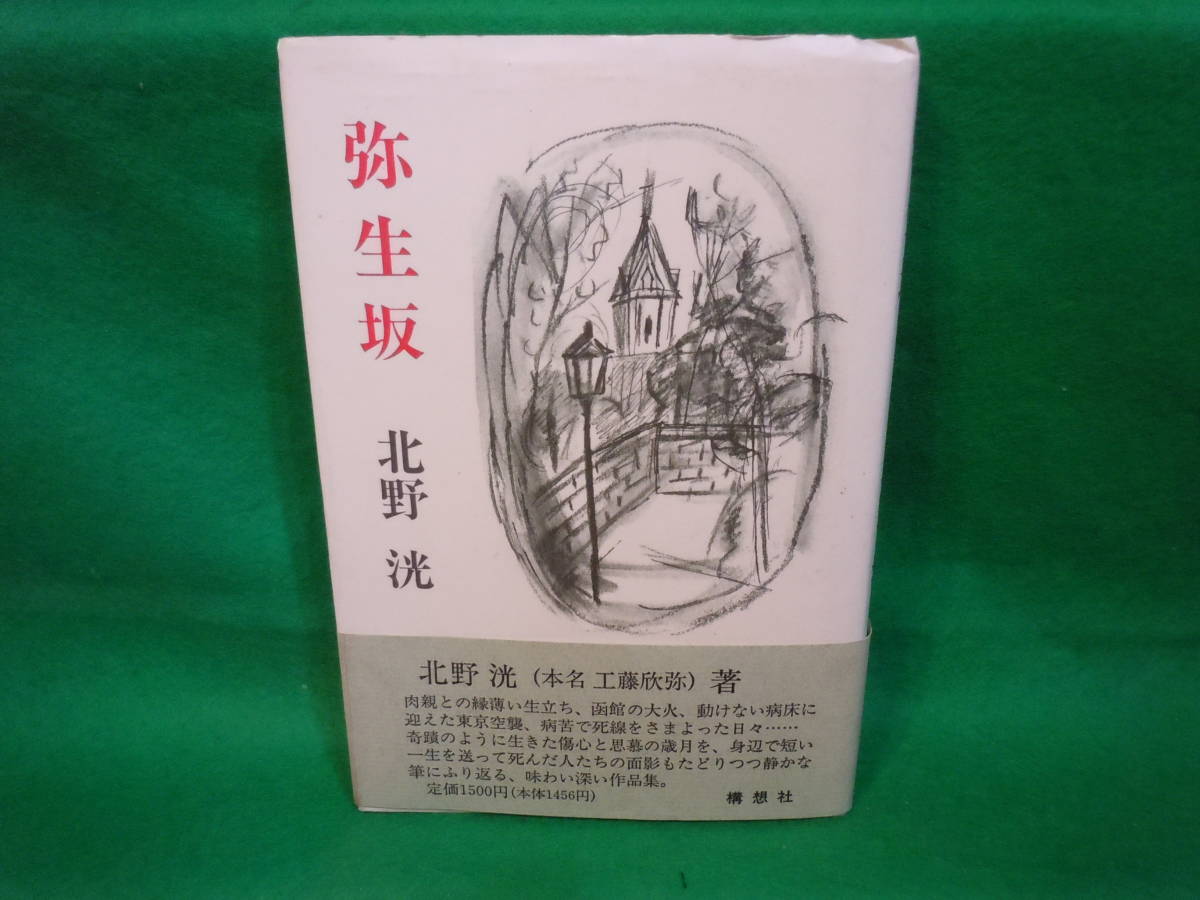 弥生坂
北野 洸
北野 洸（本名 工藤欣弥）著
肉親との縁薄い生立ち、函館の大火、動けない病床に
迎えた東京空襲、病苦で死線をさまよった日々……
奇蹟のように生きた傷心と思慕の歳月を、身辺で短い
一生を送って死んだ人たちの面影もたどりつつ静かな
筆にふり返る、味わい深い作品集。
定価1500円（本体1456円）
構想社